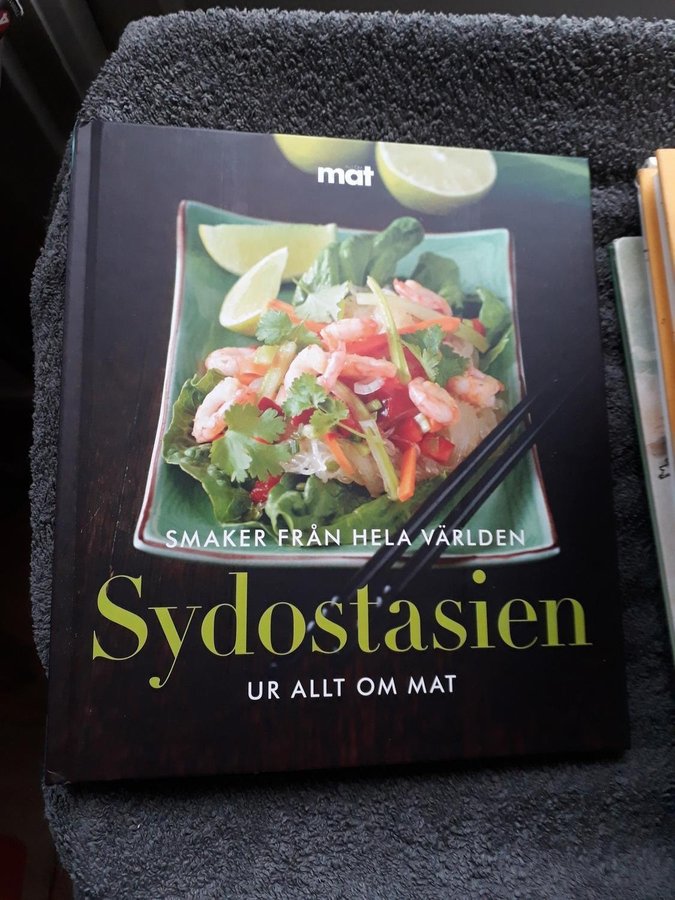 mat
SMAKER FRÅN HELA VÄRLDEN
Sydostasien
UR ALLT OM MAT